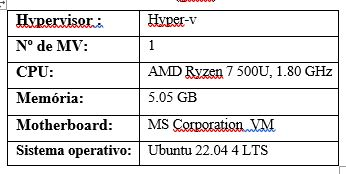 Hypervisor : Hyper-v
Nº de MV: 1
CPU: AMD Ryzen 7 500U, 1.80 GHz
Memória: 5.05 GB
Motherboard: MS Corporation VM
Sistema operativo: Ubuntu 22.04 4 LTS